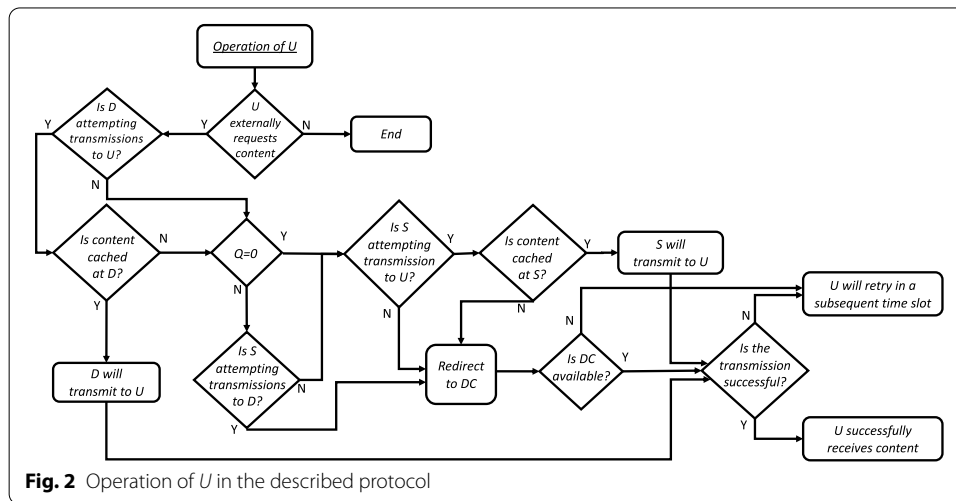 Operation of U
U
externally
requests
content
Y
N
End
Is D
attempting
transmissions
to U?
Y
N
Is content
cached
at D?
N
Y
Q=0
Y
N
Is S
attempting
transmission
to U?
Y
N
Is content
cached
at S?
Y
N
S will
transmit to U
U will retry in a
subsequent time slot
D will
transmit to U
Is S
attempting
transmissions
to D?
N
Y
Redirect
to DC
Is DC
available?
N
Y
Is the
transmission
successful?
N
Y
U successfully
receives content
Fig. 2 Operation of U in the described protocol